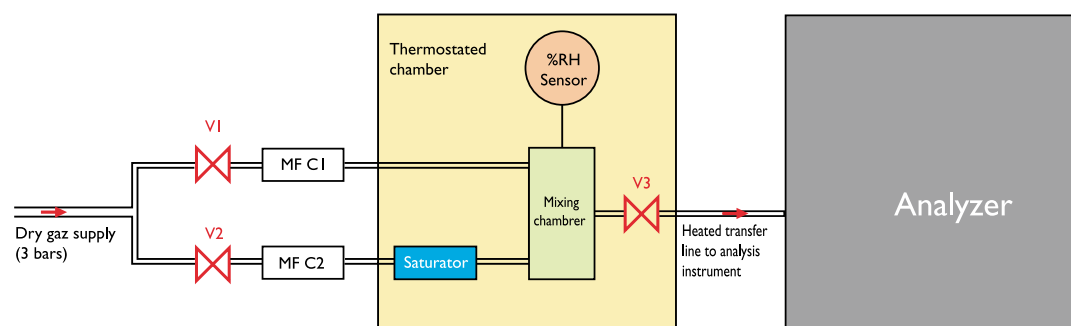 Thermostated
chamber
%RH
Sensor
V1
MF C1
Mixing
chambrer
V3
Analyzer
Dry gaz supply
(3 bars)
V2
MF C2
Saturator
Heated transfer
line to analysis
instrument